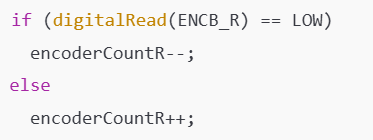 if (digitalRead(ENCB_R) == LOW)
  encoderCountR--;
else
  encoderCountR++;